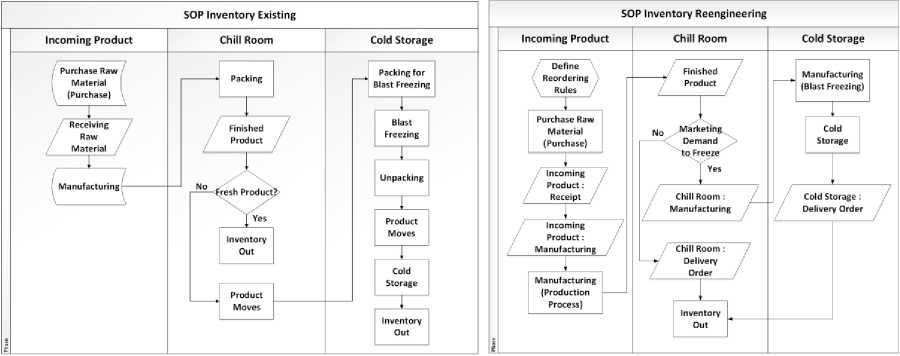 SOP Inventory Existing
Incoming Product
Chill Room
Cold Storage
Purchase Raw
Material
(Purchase)
Receiving
Raw
Material
Manufacturing
Packing
Finished
Product
Fresh Product?
No
Yes
Inventory
Out
Product
Moves
Packing for
Blast Freezing
Blast
Freezing
Unpacking
Product
Moves
Cold
Storage
Inventory
Out
Phase
SOP Inventory Reengineering
Incoming Product
Chill Room
Cold Storage
Define
Reordering
Rules
Purchase Raw
Material
(Purchase)
Incoming
Product :
Receipt
Incoming
Product :
Manufacturing
Manufacturing
(Production
Process)
Finished
Product
No
Marketing
Demand
to Freeze
Yes
Chill Room :
Manufacturing
Chill Room :
Delivery
Order
Inventory
Out
Manufacturing
(Blast Freezing)
Cold
Storage
Cold Storage :
Delivery Order
Phase